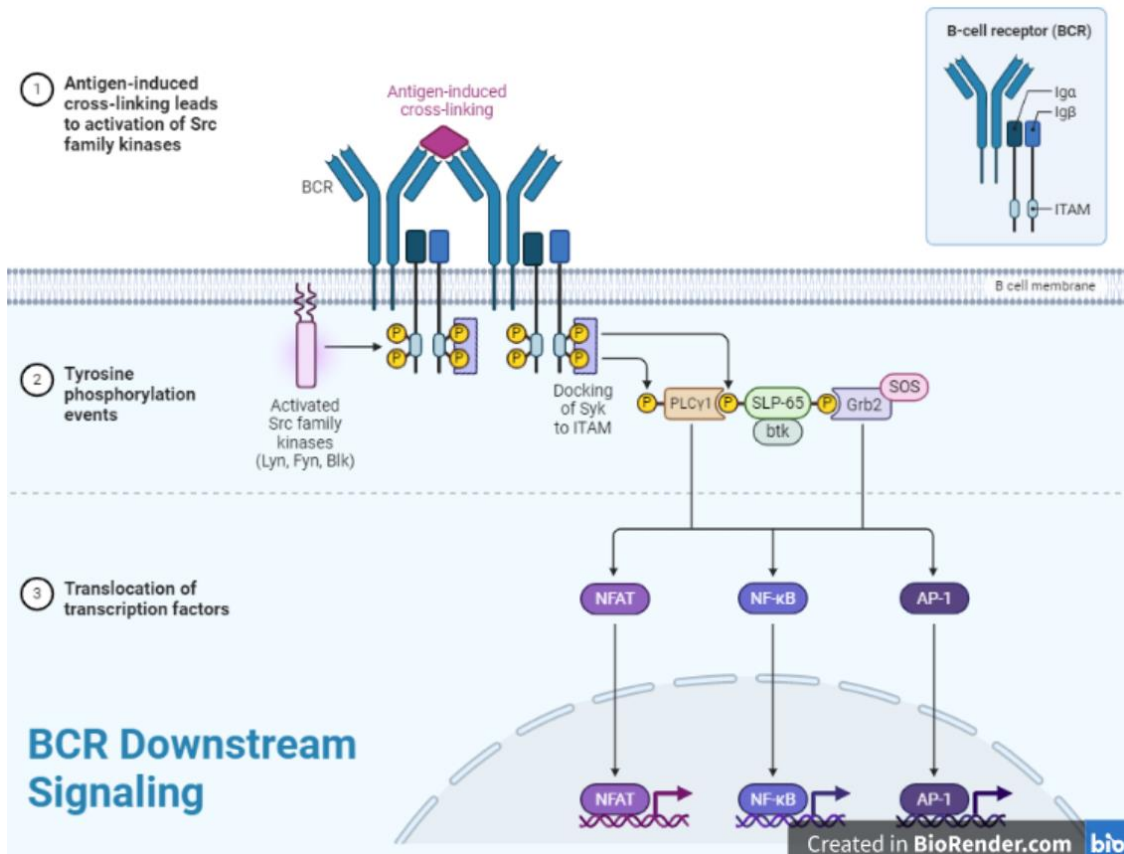 1
Antigen-induced
cross-linking leads
to activation of Src
family kinases
Antigen-induced
cross-linking
BCR
B-cell receptor (BCR)
Igα
Igβ
ITAM
B cell membrane
2
Tyrosine
phosphorylation
events
P
P
P
P
P
P
P
P
Activated
Src family
kinases
(Lyn, Fyn, Blk)
Docking
of Syk
to ITAM
P
PLCγ1
P
SLP-65
btk
P
Grb2
SOS
3
Translocation of
transcription factors
NFAT
NF-κB
AP-1
BCR Downstream
Signaling
NFAT
NF-κB
AP-1
Created in BioRender.com
bio